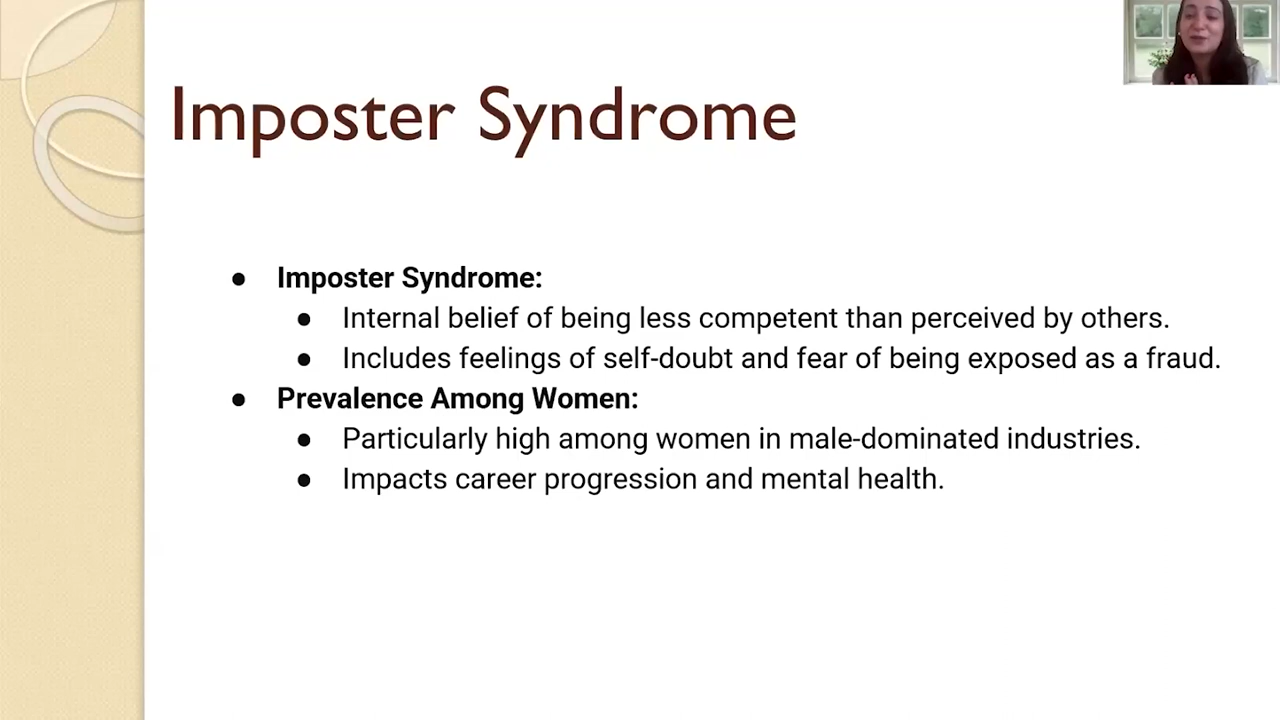 Imposter Syndrome
● Imposter Syndrome:
● Internal belief of being less competent than perceived by others.
● Includes feelings of self-doubt and fear of being exposed as a fraud.
● Prevalence Among Women:
● Particularly high among women in male-dominated industries.
● Impacts career progression and mental health.